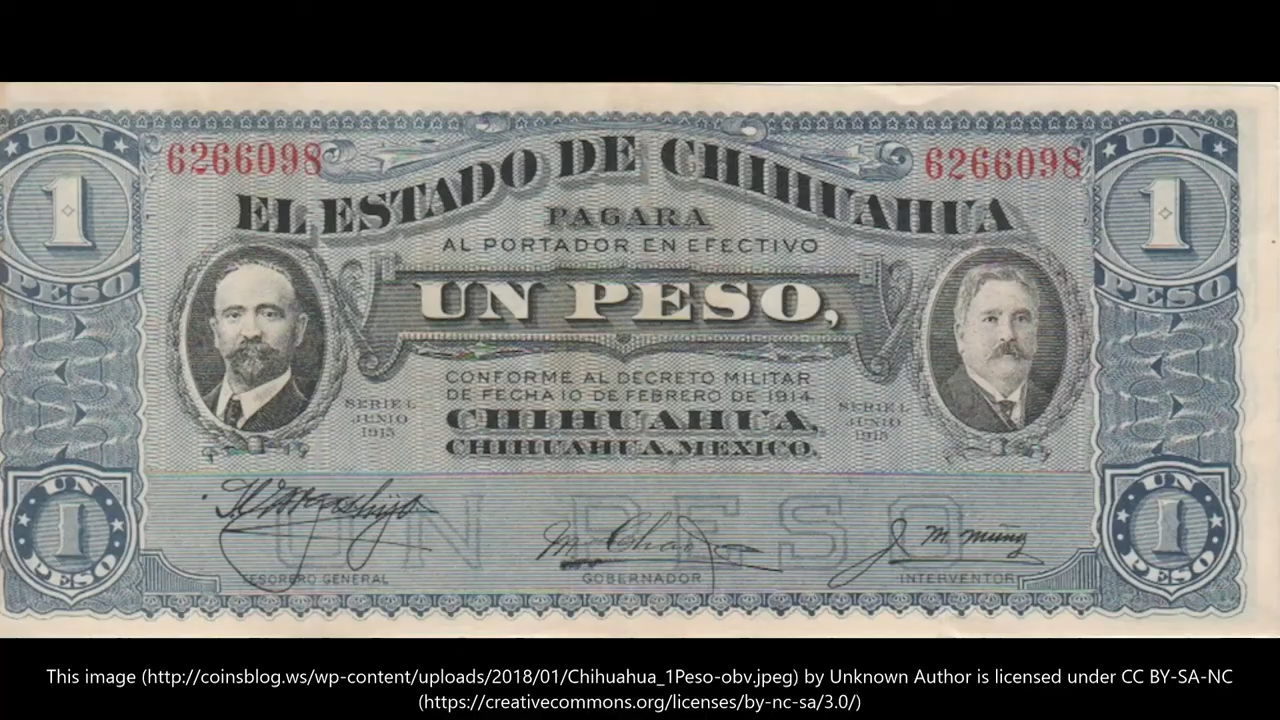 UN
6266098
EL ESTADO DE CHIHUAHUA
6266098
UN
1
PAGARA
1
AL PORTADOR EN EFECTIVO
PESO
UN PESO,
PESO
CONFORME AL DECRETO MILITAR
DE FECHA 10 DE FEBRERO DE 1914.
SERIE L
JUNIO
1915
CHIHUAHUA,
CHIHUAHUA, MEXICO.
SERIE L
JUNIO
1915
UN
1
PESO
UN PESO
UN
1
PESO
J. M. Muñoz
TESORERO GENERAL
GOBERNADOR
INTERVENTOR
This image (http://coinsblog.ws/wp-content/uploads/2018/01/Chihuahua_1Peso-obv.jpeg) by Unknown Author is licensed under CC BY-SA-NC
(https://creativecommons.org/licenses/by-nc-sa/3.0/)